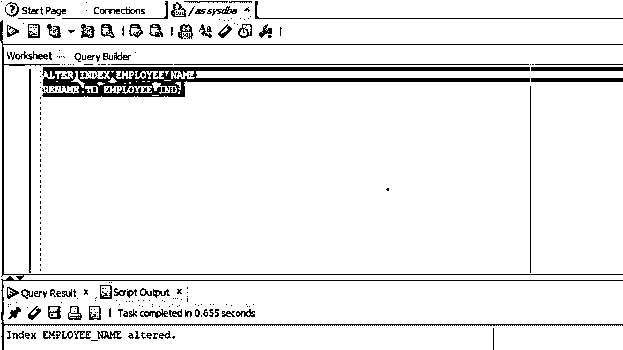 Start Page Connections / as sysdba
Worksheet Query Builder
ALTER INDEX EMPLOYEE_NAME
RENAME TO EMPLOYEE_IND;
Query Result × Script Output ×
Task completed in 0.655 seconds
Index EMPLOYEE_NAME altered.